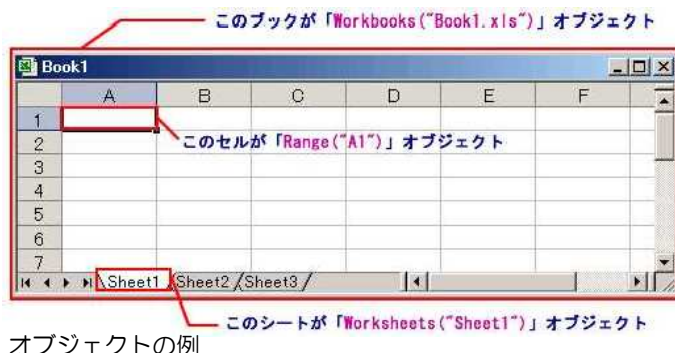 このブックが「Workbooks("Book1.xls")」オブジェクト
Book1
A B C D E F
1
このセルが「Range("A1")」オブジェクト
2
3
4
5
6
7
Sheet1 Sheet2 Sheet3
このシートが「Worksheets("Sheet1")」オブジェクト
オブジェクトの例